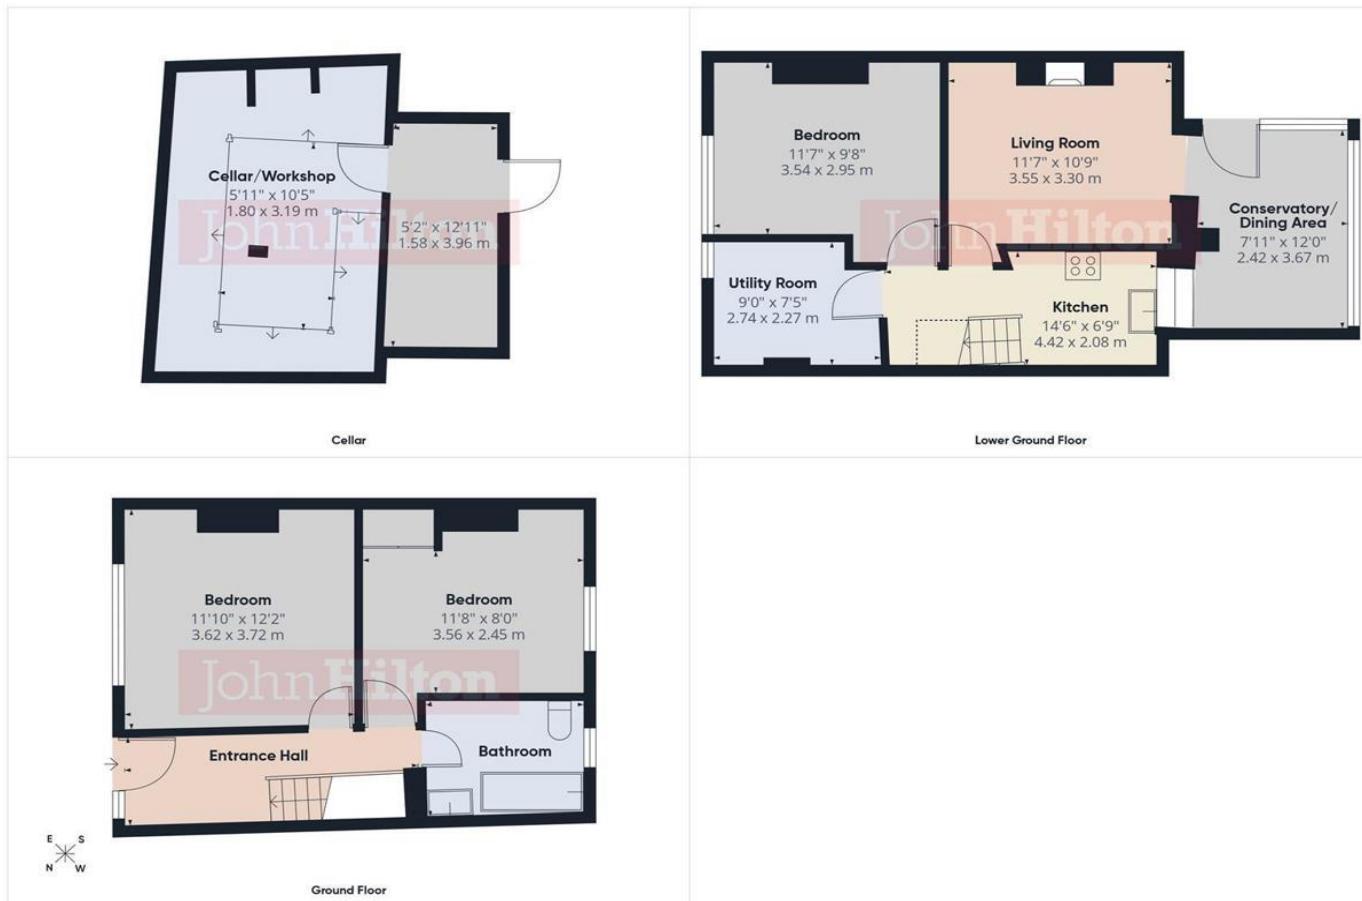 Cellar/Workshop
5'11" x 10'5"
1.80 x 3.19 m
5'2" x 12'11"
1.58 x 3.96 m
John Hilton
Cellar
Bedroom
11'7" x 9'8"
3.54 x 2.95 m
Living Room
11'7" x 10'9"
3.55 x 3.30 m
Conservatory/
Dining Area
7'11" x 12'0"
2.42 x 3.67 m
John Hilton
Utility Room
9'0" x 7'5"
2.74 x 2.27 m
Kitchen
14'6" x 6'9"
4.42 x 2.08 m
Lower Ground Floor
Bedroom
11'10" x 12'2"
3.62 x 3.72 m
Bedroom
11'8" x 8'0"
3.56 x 2.45 m
John Hilton
Entrance Hall
Bathroom
E S
N W
Ground Floor